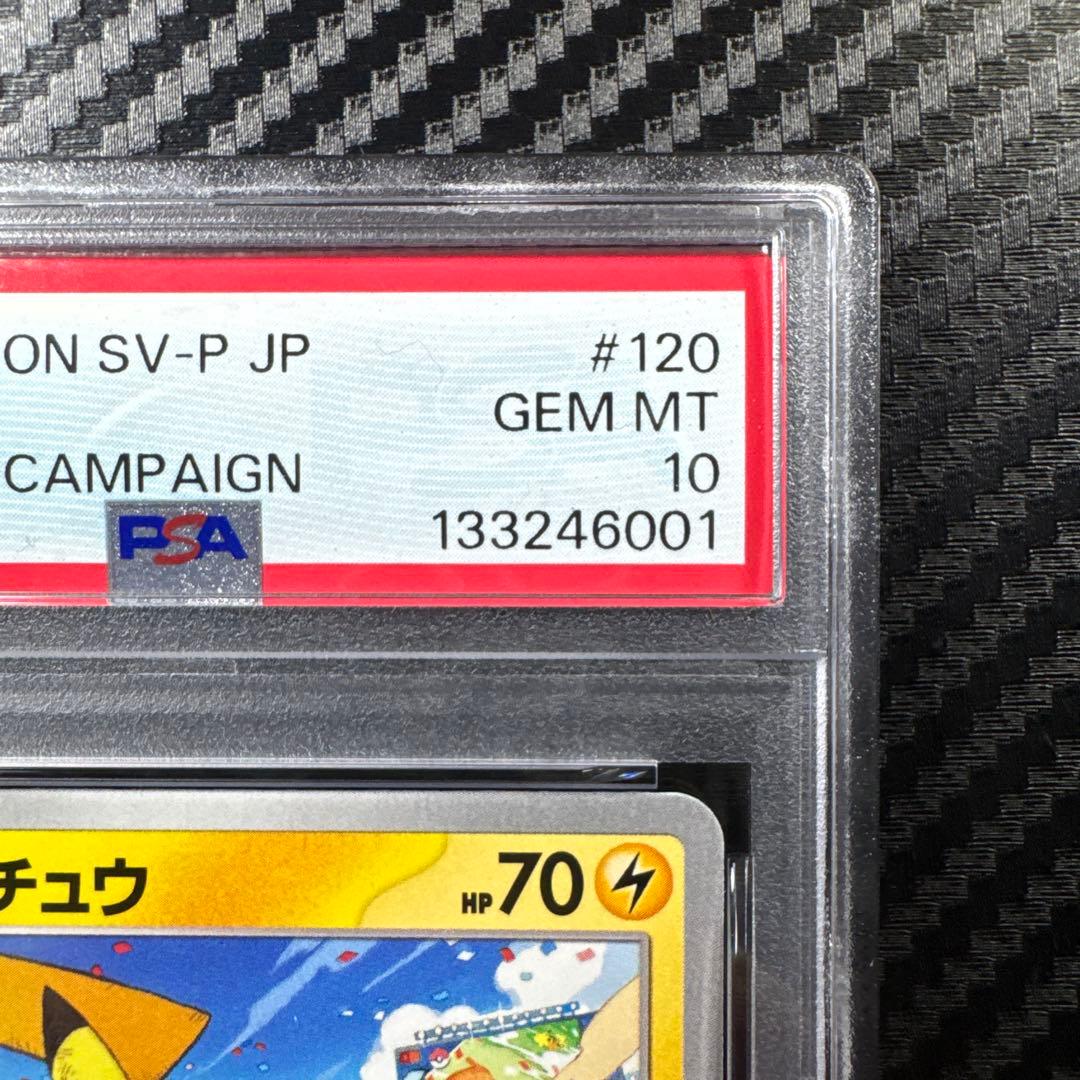 ON SV-P JP #120
GEM MT
CAMPAIGN 10
PSA 133246001
チュウ HP70